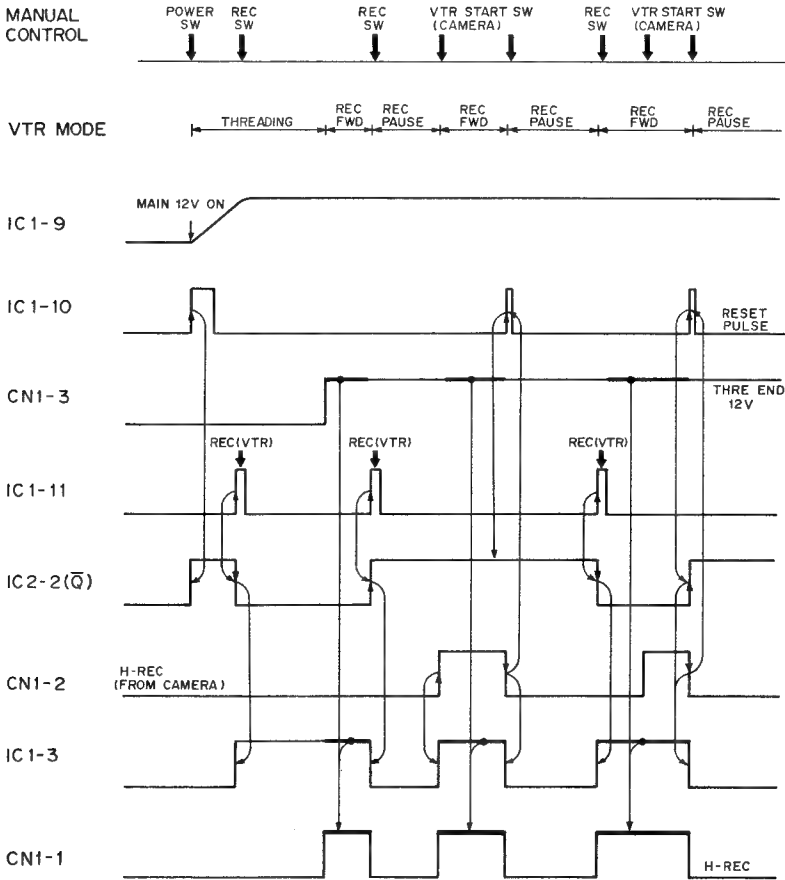 MANUAL
CONTROL
POWER
SW
REC
SW
REC
SW
VTR START SW
(CAMERA)
REC
SW
VTR START SW
(CAMERA)
VTR MODE
THREADING
REC
FWD
REC
PAUSE
REC
FWD
REC
PAUSE
REC
FWD
REC
PAUSE
IC1-9
MAIN 12V ON
IC1-10
RESET
PULSE
CN1-3
THRE END
12V
IC1-11
REC(VTR)
REC(VTR)
REC(VTR)
IC2-2(Q̅)
CN1-2
H-REC
(FROM CAMERA)
IC1-3
CN1-1
H-REC